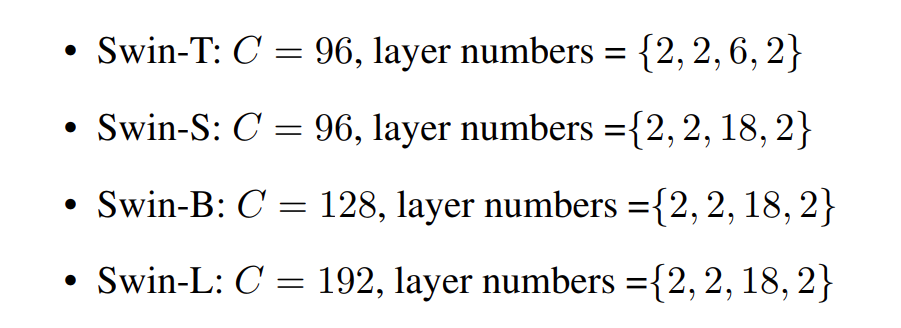 • Swin-T: C = 96, layer numbers = {2, 2, 6, 2}
• Swin-S: C = 96, layer numbers ={2, 2, 18, 2}
• Swin-B: C = 128, layer numbers ={2, 2, 18, 2}
• Swin-L: C = 192, layer numbers ={2, 2, 18, 2}